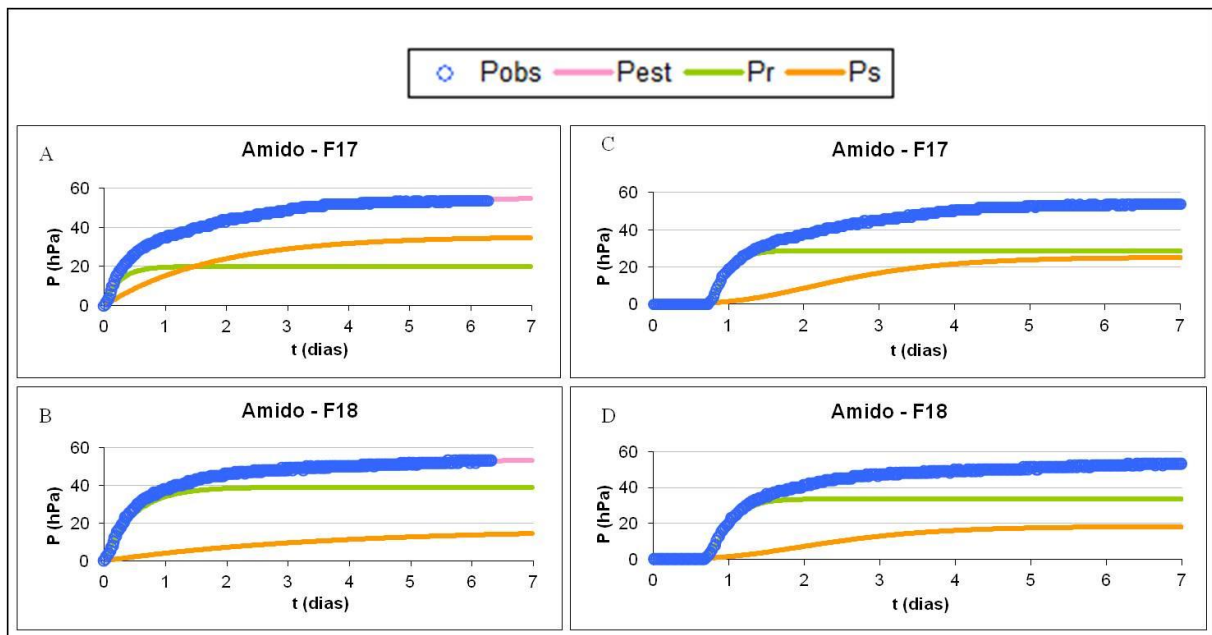 Pobs Pest Pr Ps
A
Amido - F17
P (hPa)
60
40
20
0
0 1 2 3 4 5 6 7
t (dias)
C
Amido - F17
P (hPa)
60
40
20
0
0 1 2 3 4 5 6 7
t (dias)
B
Amido - F18
P (hPa)
60
40
20
0
0 1 2 3 4 5 6 7
t (dias)
D
Amido - F18
P (hPa)
60
40
20
0
0 1 2 3 4 5 6 7
t (dias)